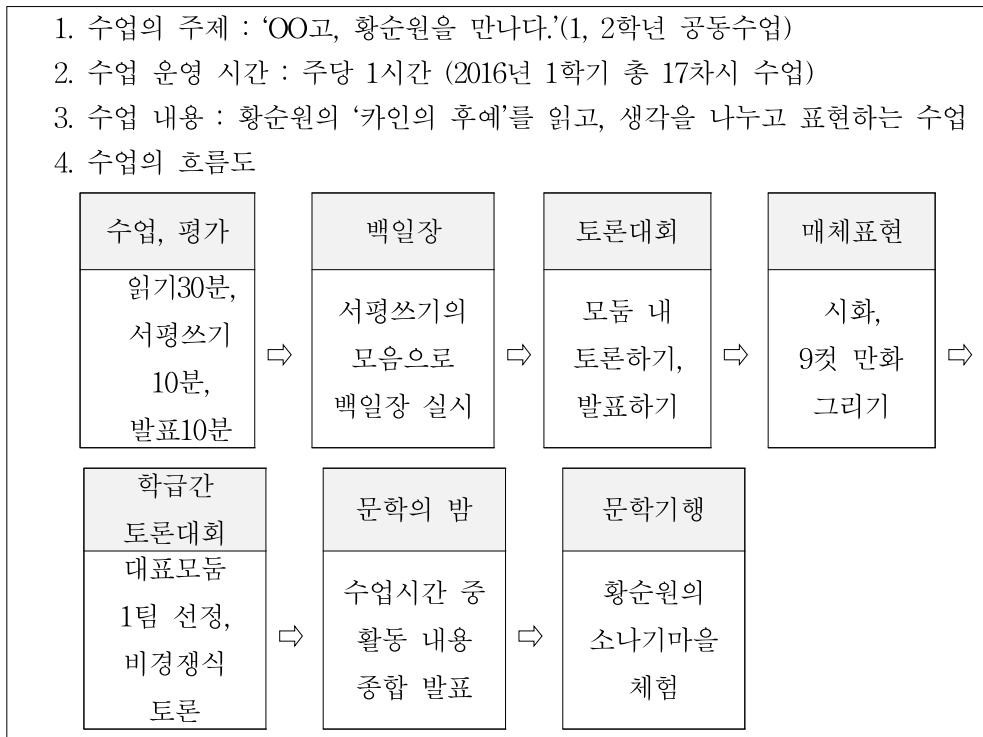 1. 수업의 주제 : ‘OO고, 황순원을 만나다.’(1, 2학년 공동수업)
2. 수업 운영 시간 : 주당 1시간 (2016년 1학기 총 17차시 수업)
3. 수업 내용 : 황순원의 ‘카인의 후예’를 읽고, 생각을 나누고 표현하는 수업
4. 수업의 흐름도
수업, 평가
읽기30분,
서평쓰기
10분,
발표10분
⇨
백일장
서평쓰기의
모음으로
백일장 실시
⇨
토론대회
모둠 내
토론하기,
발표하기
⇨
매체표현
시화,
9컷 만화
그리기
⇨
학급간
토론대회
대표모둠
1팀 선정,
비경쟁식
토론
⇨
문학의 밤
수업시간 중
활동 내용
종합 발표
⇨
문학기행
황순원의
소나기마을
체험